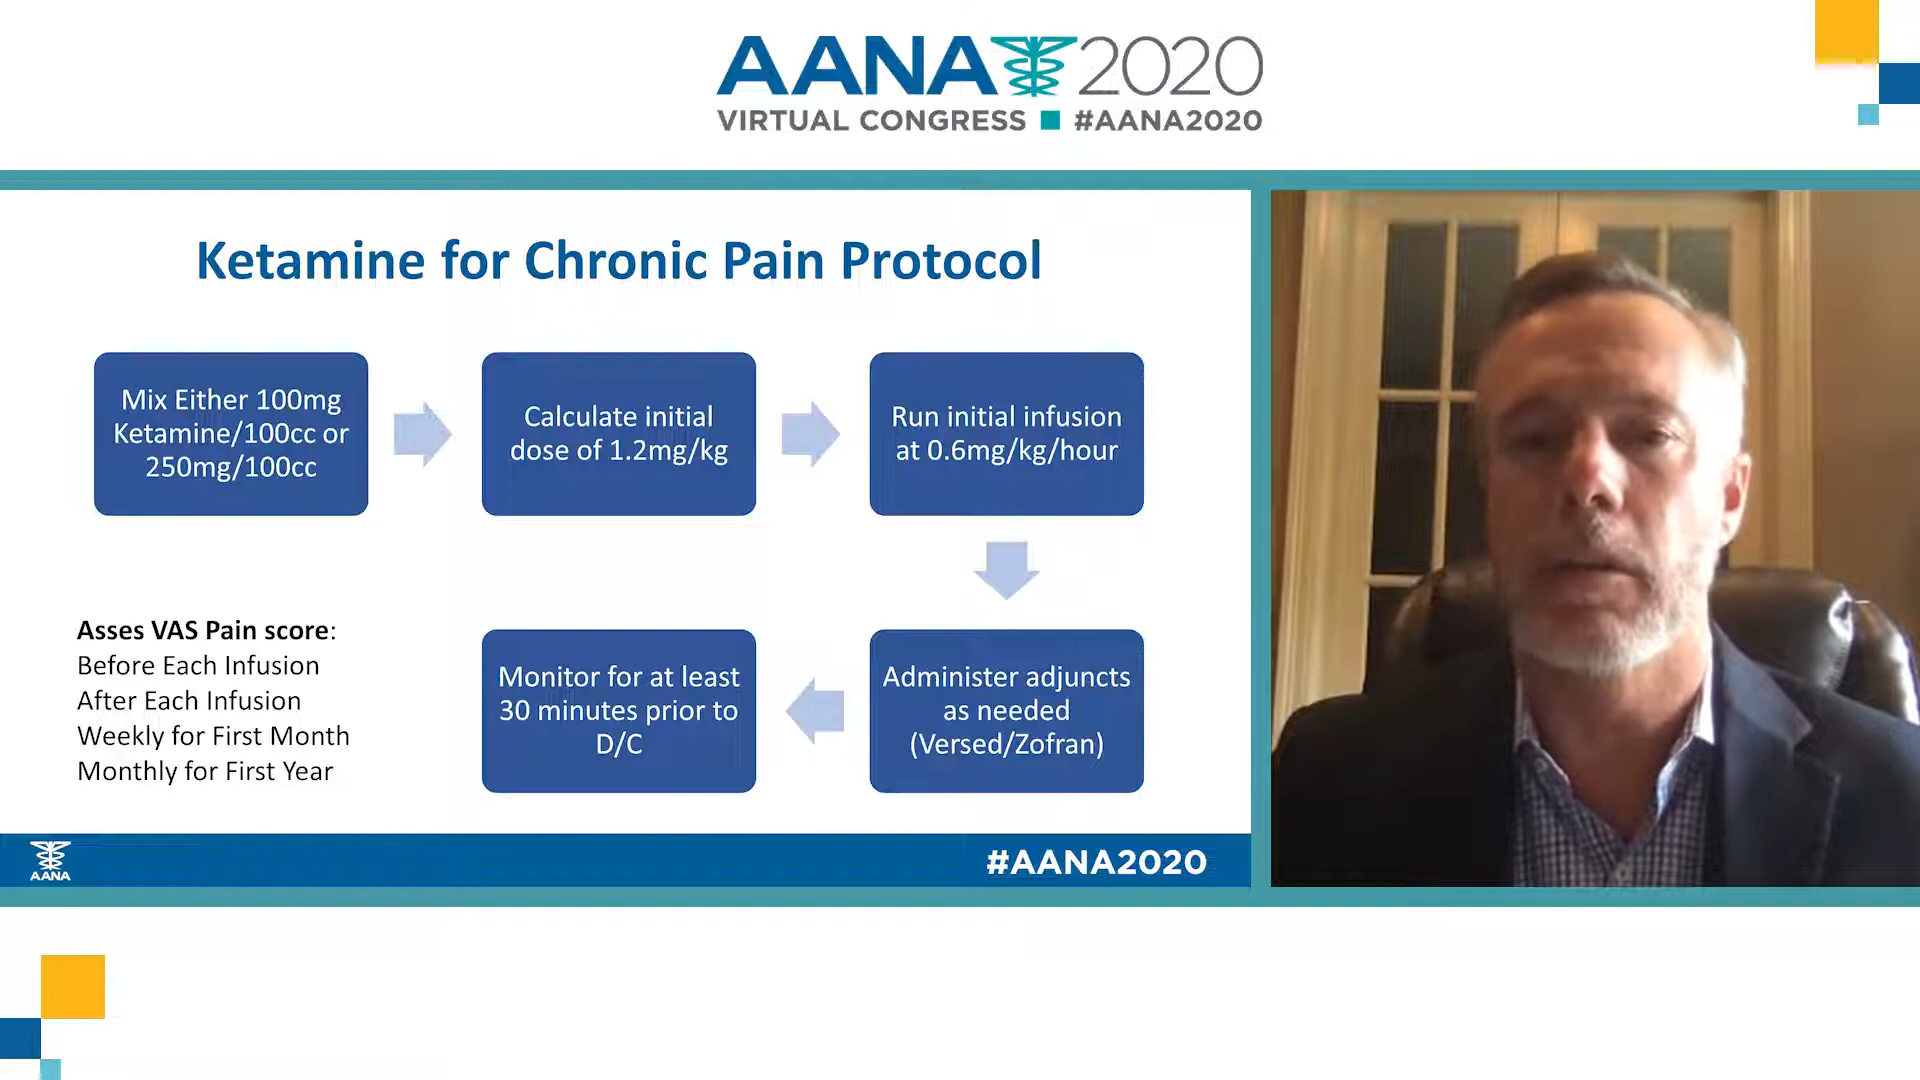 AANA 2020
VIRTUAL CONGRESS #AANA2020
Ketamine for Chronic Pain Protocol
Mix Either 100mg
Ketamine/100cc or
250mg/100cc
Calculate initial
dose of 1.2mg/kg
Run initial infusion
at 0.6mg/kg/hour
Administer adjuncts
as needed
(Versed/Zofran)
Monitor for at least
30 minutes prior to
D/C
Asses VAS Pain score:
Before Each Infusion
After Each Infusion
Weekly for First Month
Monthly for First Year
AANA
#AANA2020